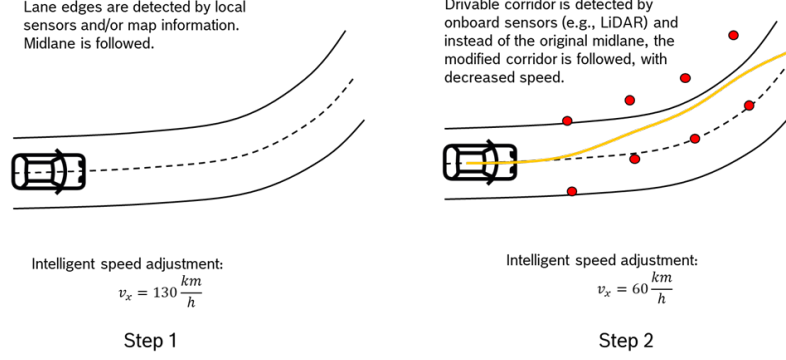 Lane edges are detected by local
sensors and/or map information.
Midlane is followed.
Intelligent speed adjustment:
v_x = 130 km/h
Step 1
Drivable corridor is detected by
onboard sensors (e.g., LiDAR) and
instead of the original midlane, the
modified corridor is followed, with
decreased speed.
Intelligent speed adjustment:
v_x = 60 km/h
Step 2